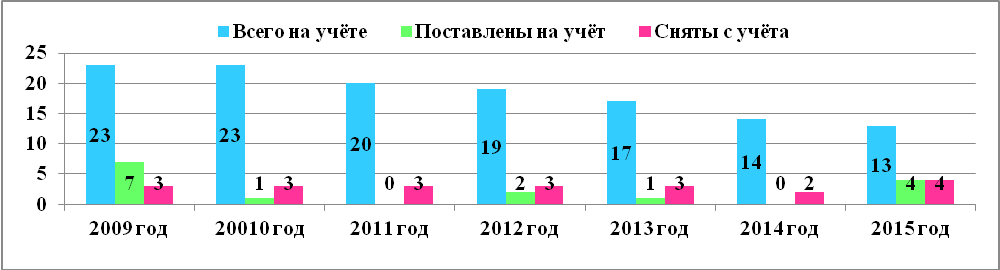 Всего на учёте Поставлены на учёт Сняты с учёта
25
20
15
10
5
0
23 7 3
23 1 3
20 0 3
19 2 3
17 1 3
14 0 2
13 4 4
2009 год 20010 год 2011 год 2012 год 2013 год 2014 год 2015 год